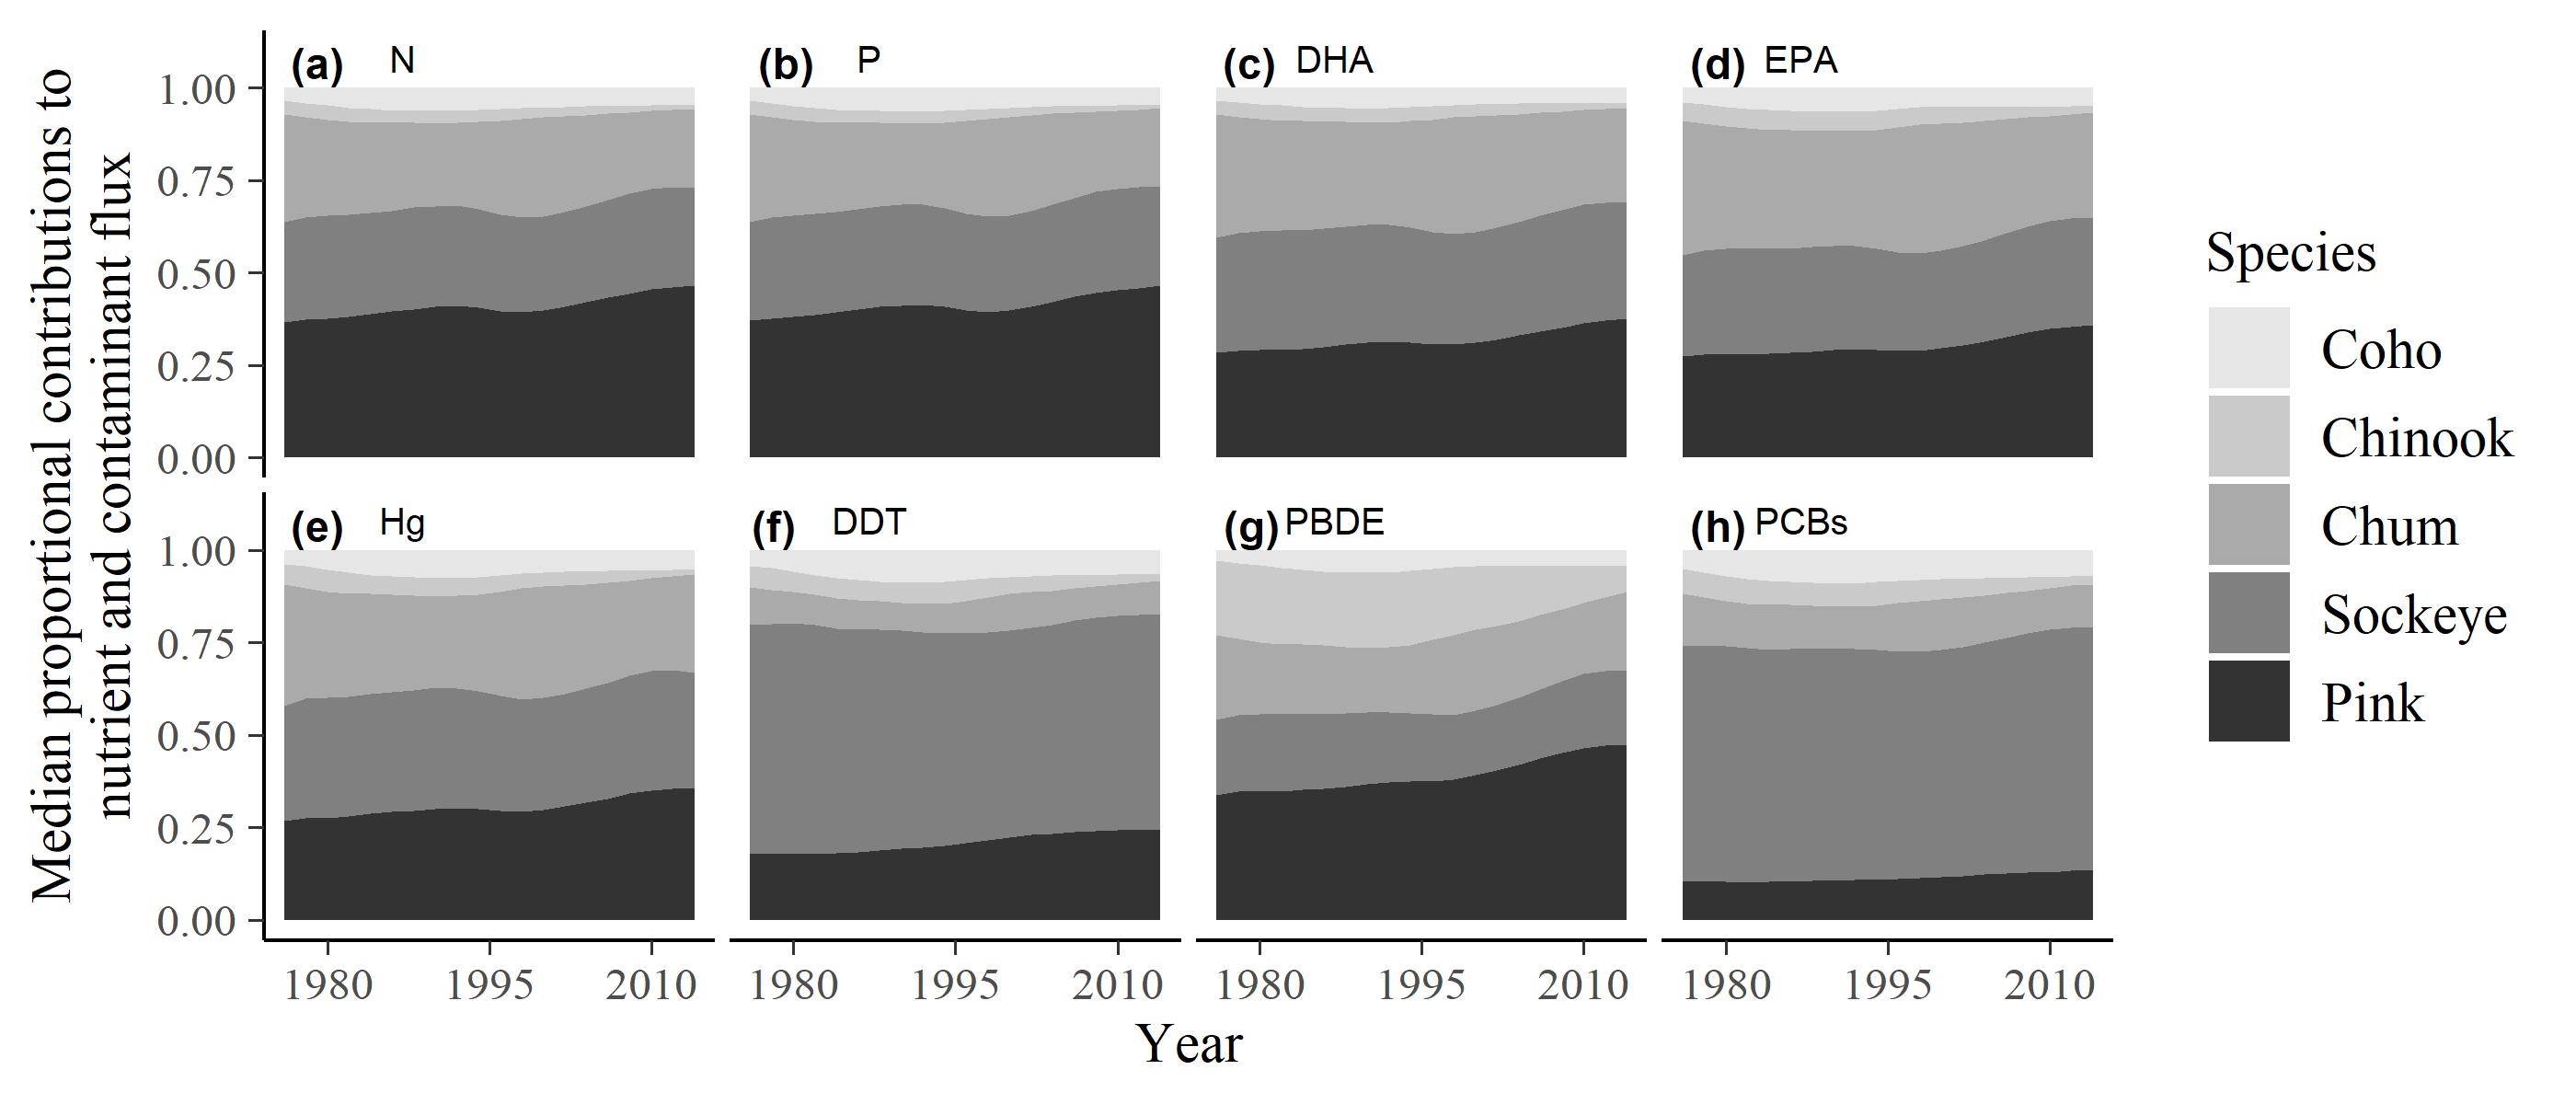 Median proportional contributions to
nutrient and contaminant flux
(a) N
(b) P
(c) DHA
(d) EPA
1.00
0.75
0.50
0.25
0.00
(e) Hg
(f) DDT
(g) PBDE
(h) PCBs
1.00
0.75
0.50
0.25
0.00
1980 1995 2010
1980 1995 2010
1980 1995 2010
1980 1995 2010
Year
Species
Coho
Chinook
Chum
Sockeye
Pink